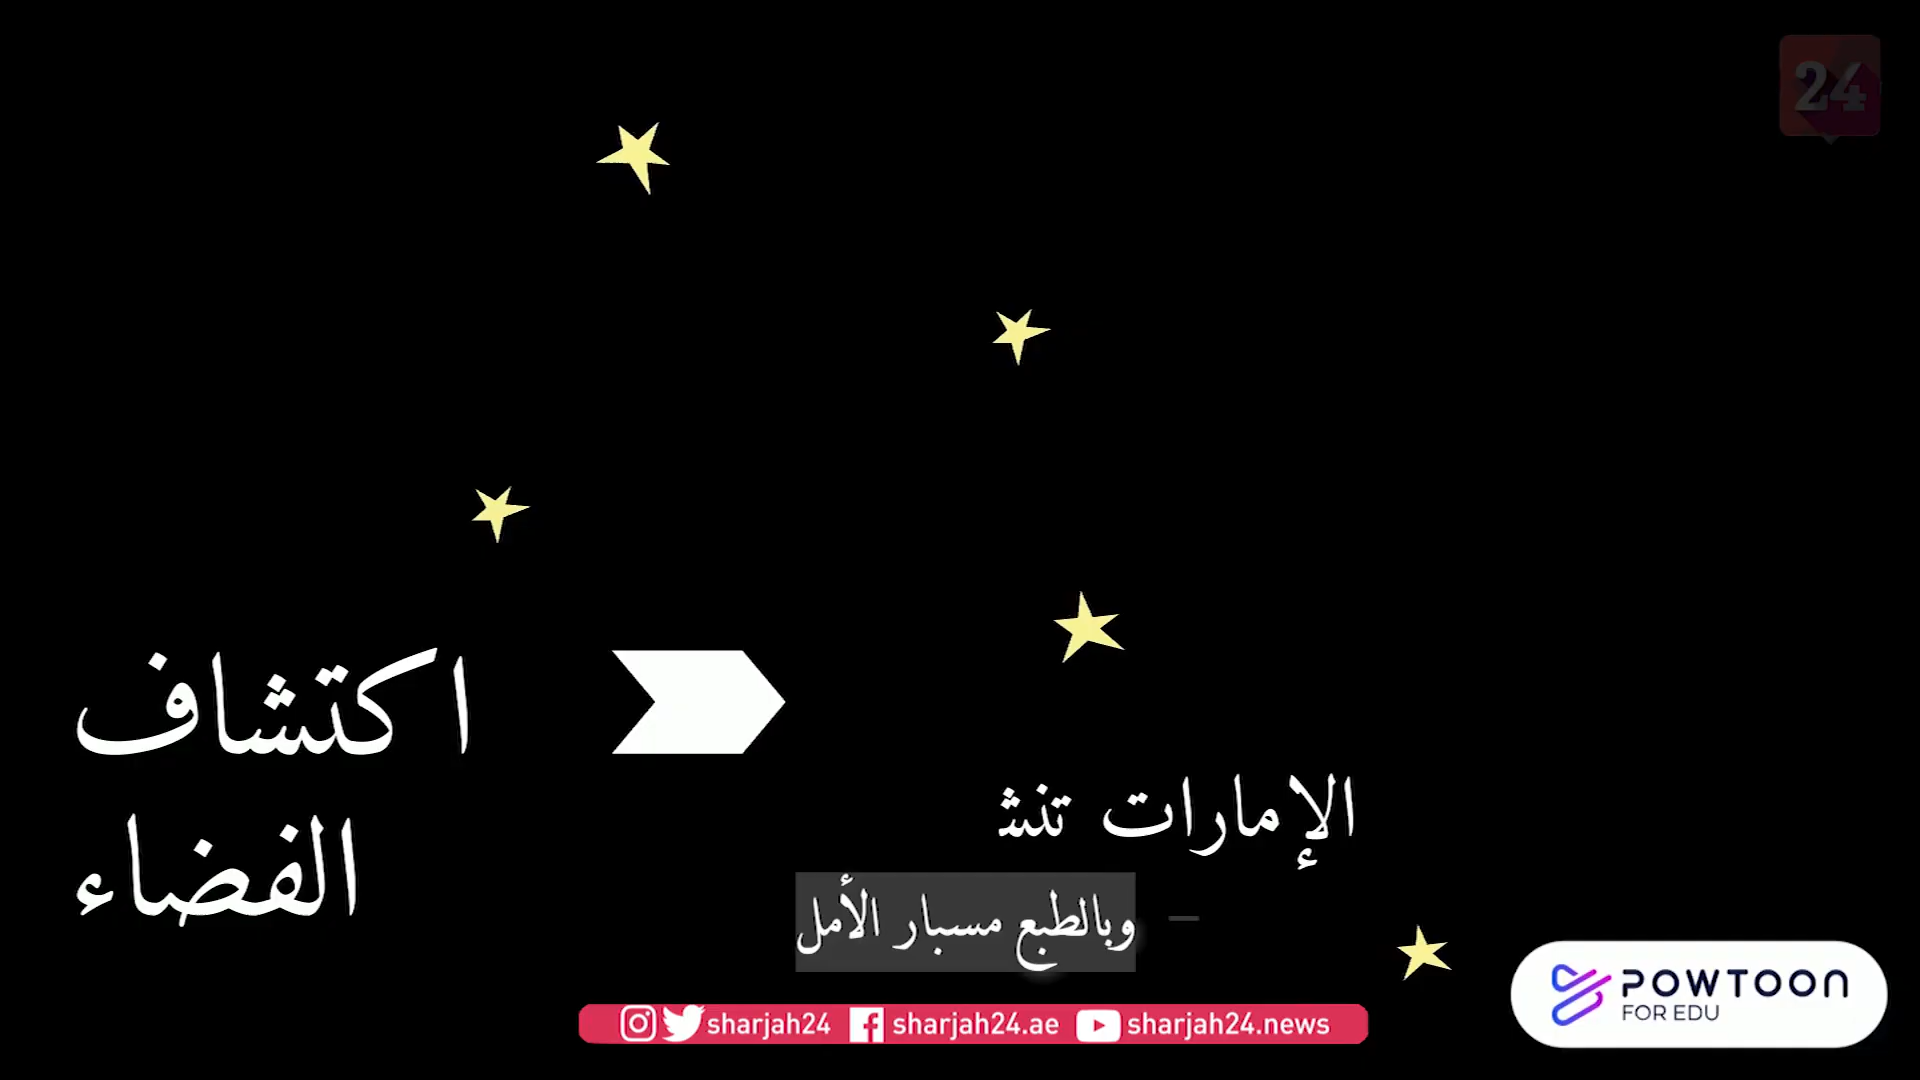 24
اكتشاف
الفضاء
الإمارات تنش
وبالطبع مسبار الأمل
sharjah24 sharjah24.ae sharjah24.news
POWTOON
FOR EDU